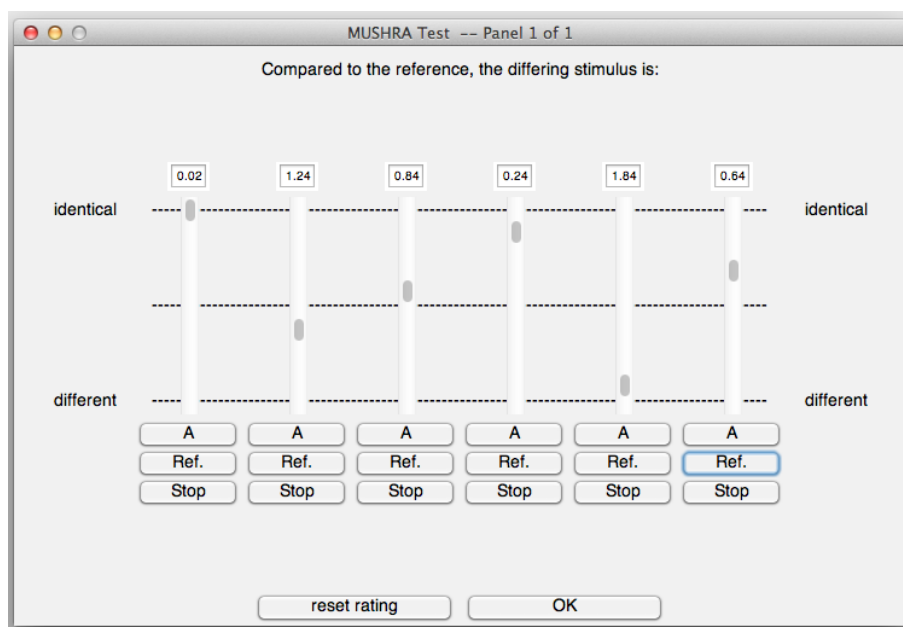 MUSHRA Test -- Panel 1 of 1
Compared to the reference, the differing stimulus is:
0.02 1.24 0.84 0.24 1.84 0.64
identical identical
different different
A A A A A A
Ref. Ref. Ref. Ref. Ref. Ref.
Stop Stop Stop Stop Stop Stop
reset rating OK